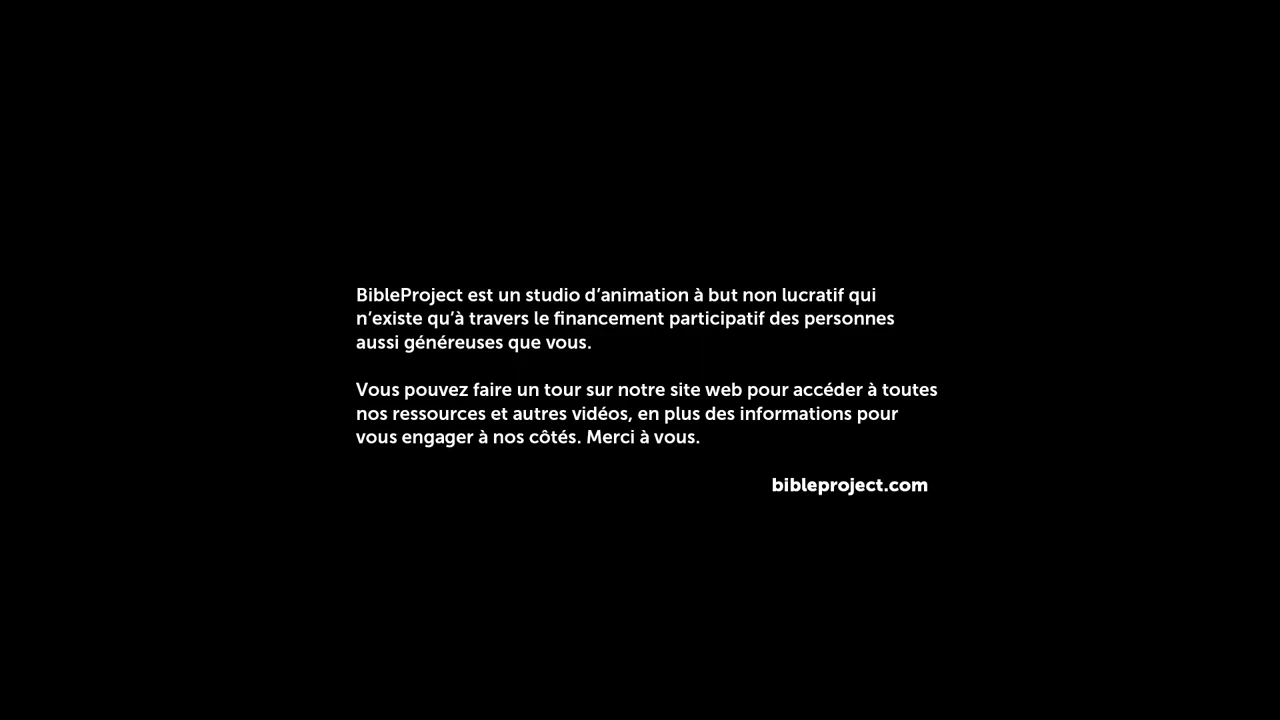 BibleProject est un studio d’animation à but non lucratif qui
n’existe qu’à travers le financement participatif des personnes
aussi généreuses que vous.
Vous pouvez faire un tour sur notre site web pour accéder à toutes
nos ressources et autres vidéos, en plus des informations pour
vous engager à nos côtés. Merci à vous.
bibleproject.com